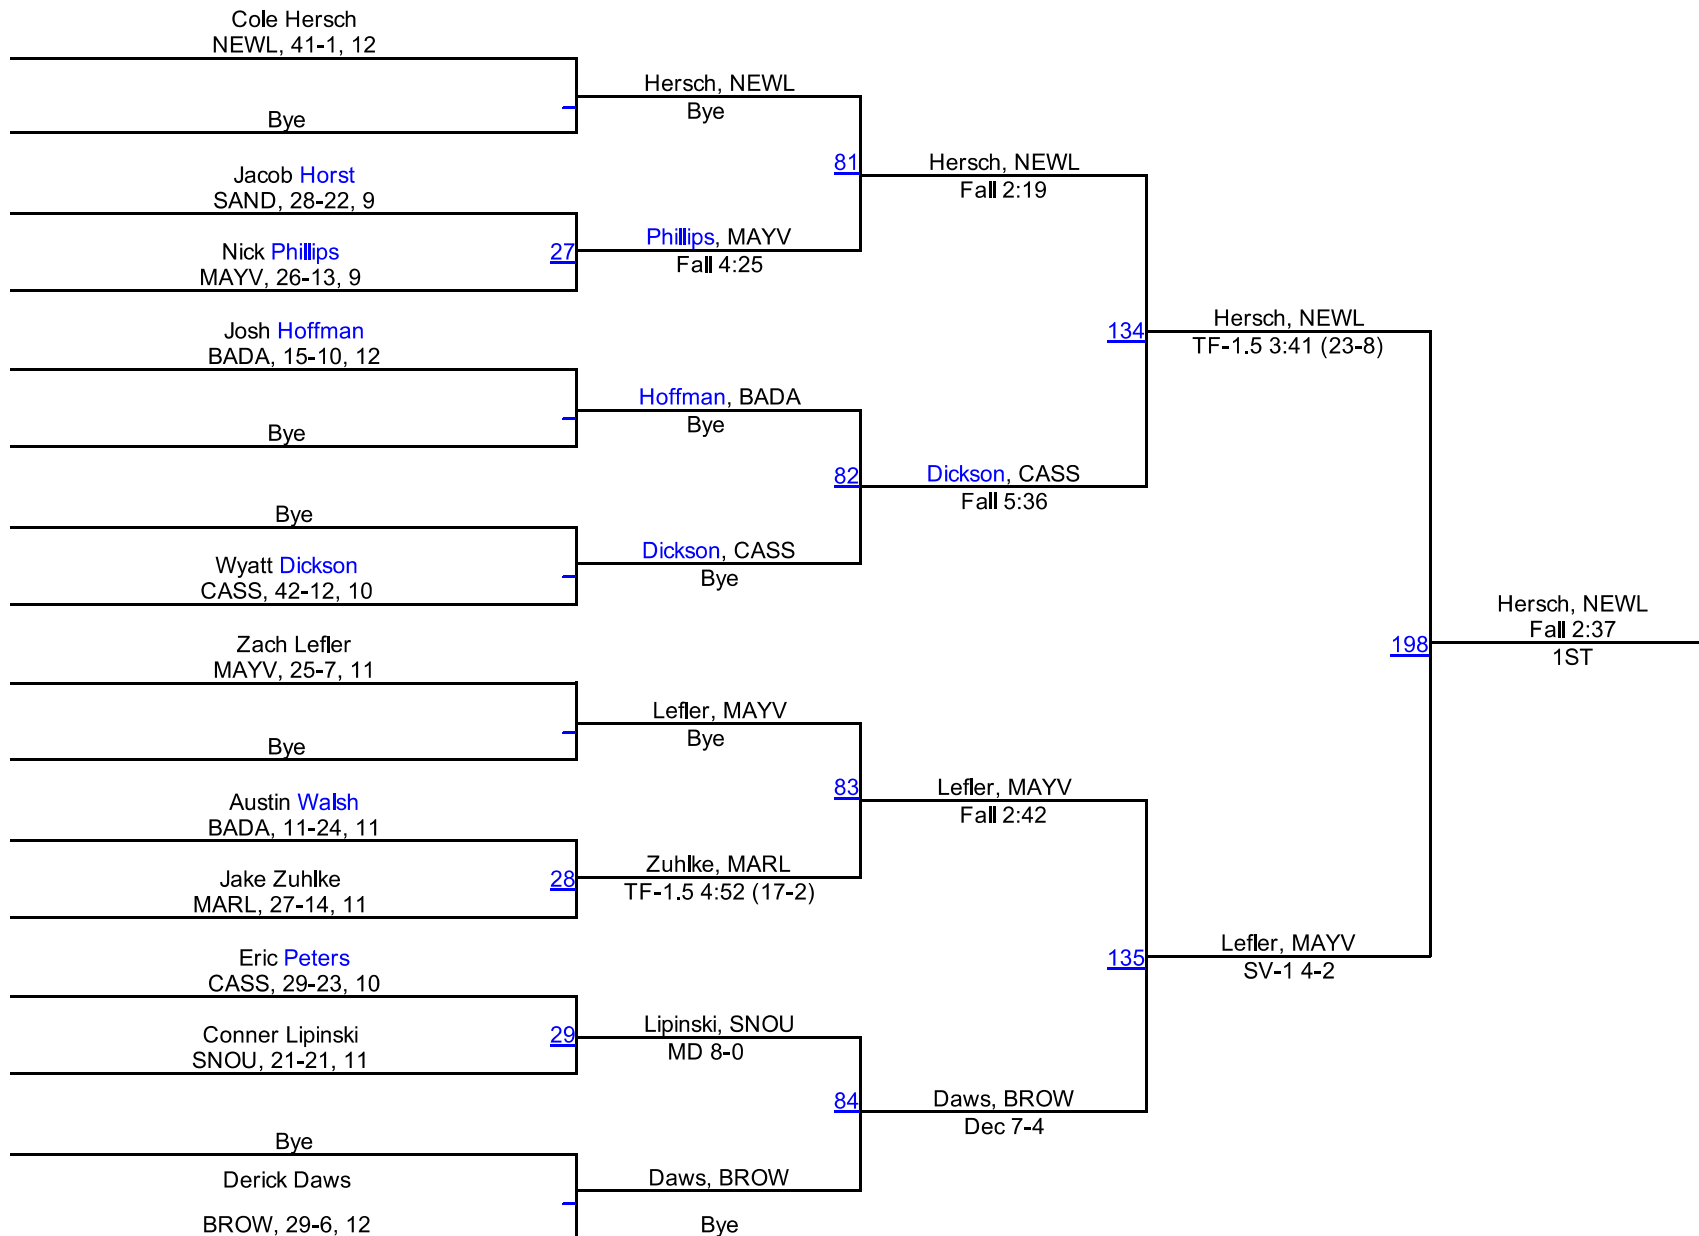 Cole Hersch
NEWL, 41-1, 12
Bye
Jacob Horst
SAND, 28-22, 9
Nick Phillips
MAYV, 26-13, 9
27
Josh Hoffman
BADA, 15-10, 12
Bye
Bye
Wyatt Dickson
CASS, 42-12, 10
Zach Lefler
MAYV, 25-7, 11
Bye
Austin Walsh
BADA, 11-24, 11
Jake Zuhlke
MARL, 27-14, 11
28
Eric Peters
CASS, 29-23, 10
Conner Lipinski
SNOU, 21-21, 11
29
Bye
Derick Daws
BROW, 29-6, 12
Hersch, NEWL
Bye
81
Phillips, MAYV
Fall 4:25
Hoffman, BADA
Bye
82
Dickson, CASS
Bye
Lefler, MAYV
Bye
83
Zuhlke, MARL
TF-1.5 4:52 (17-2)
Lipinski, SNOU
MD 8-0
84
Daws, BROW
Bye
Hersch, NEWL
Fall 2:19
134
Dickson, CASS
Fall 5:36
Lefler, MAYV
Fall 2:42
135
Daws, BROW
Dec 7-4
Hersch, NEWL
TF-1.5 3:41 (23-8)
198
Lefler, MAYV
SV-1 4-2
Hersch, NEWL
Fall 2:37
1ST